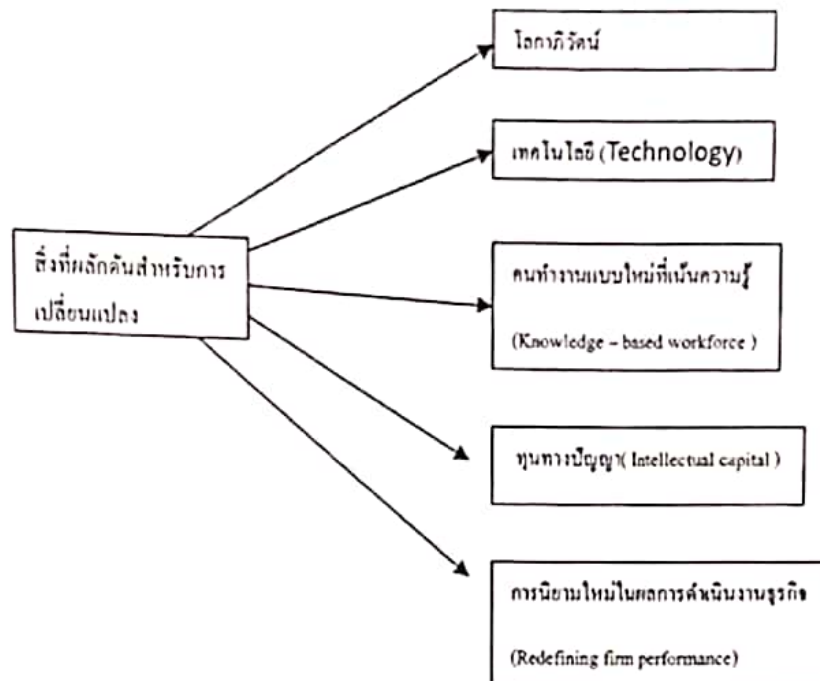 โลกาภิวัตน์
เทคโนโลยี (Technology)
สิ่งที่ผลักดันสำหรับการ
เปลี่ยนแปลง
คนทำงานแบบใหม่ที่เน้นความรู้
(Knowledge – based workforce )
ทุนทางปัญญา( Intellectual capital )
การนิยามใหม่ในผลการดำเนินงานธุรกิจ
(Redefining firm performance)